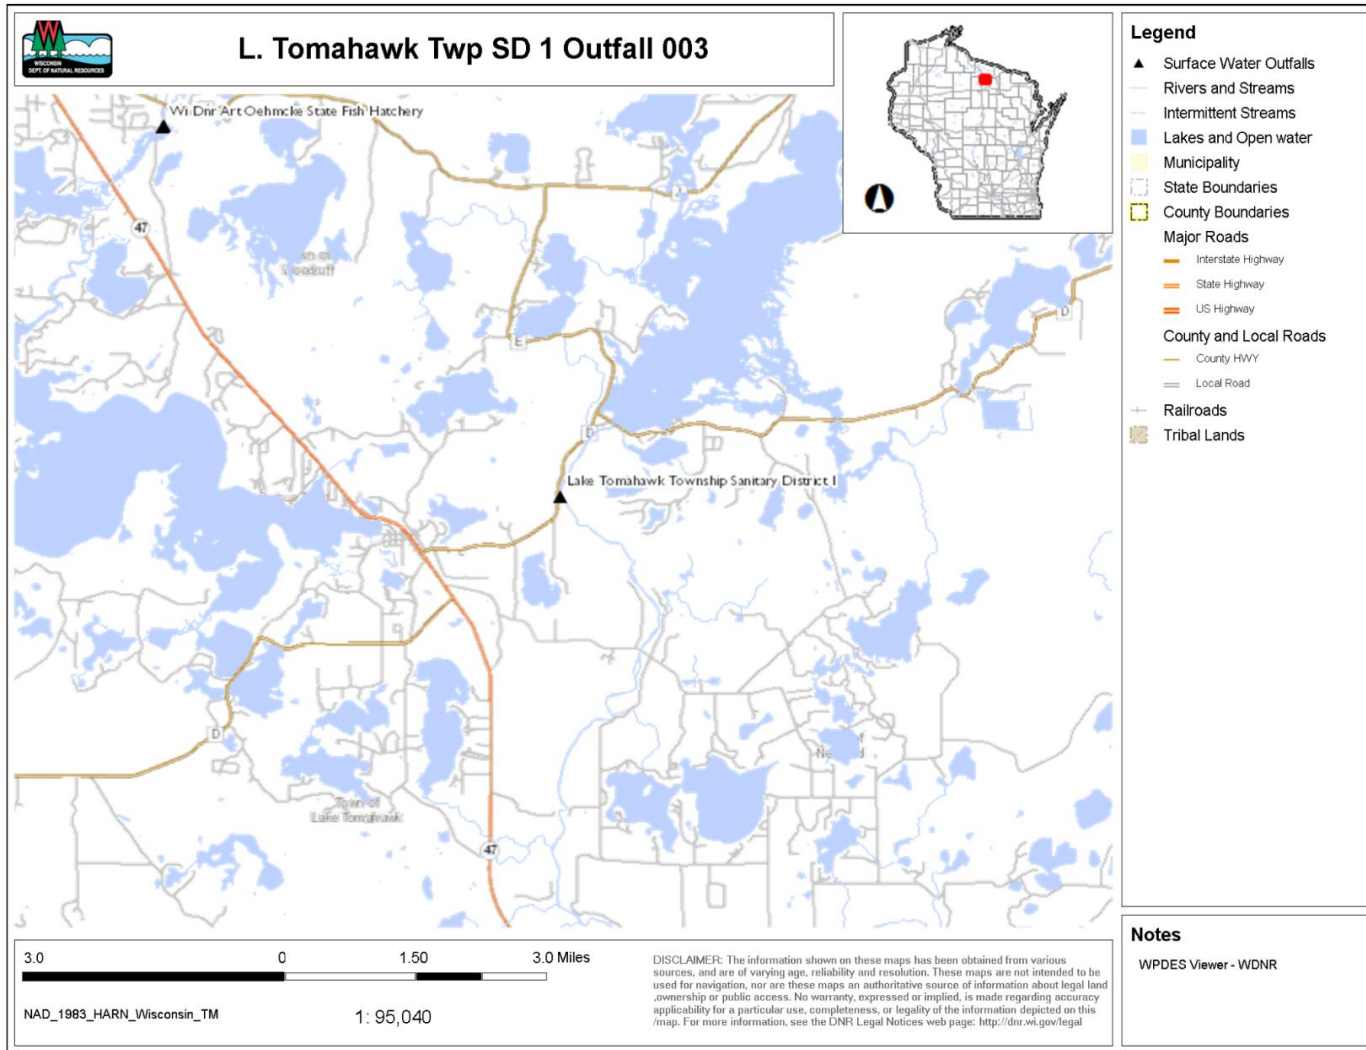 WISCONSIN
DEPT. OF NATURAL RESOURCES
L. Tomahawk Twp SD 1 Outfall 003
Wi Dnr Art Oehmcke State Fish Hatchery
47
Woodruff
E
D
D
Lake Tomahawk Township Sanitary District 1
D
Town of
Lake Tomahawk
47
Legend
Surface Water Outfalls
Rivers and Streams
Intermittent Streams
Lakes and Open water
Municipality
State Boundaries
County Boundaries
Major Roads
Interstate Highway
State Highway
US Highway
County and Local Roads
County HWY
Local Road
Railroads
Tribal Lands
3.0 0 1.50 3.0 Miles
NAD_1983_HARN_Wisconsin_TM
1: 95,040
DISCLAIMER: The information shown on these maps has been obtained from various
sources, and are of varying age, reliability and resolution. These maps are not intended to be
used for navigation, nor are these maps an authoritative source of information about legal land
,ownership or public access. No warranty, expressed or implied, is made regarding accuracy
applicability for a particular use, completeness, or legality of the information depicted on this
/map. For more information, see the DNR Legal Notices web page: http://dnr.wi.gov/legal
Notes
WPDES Viewer - WDNR